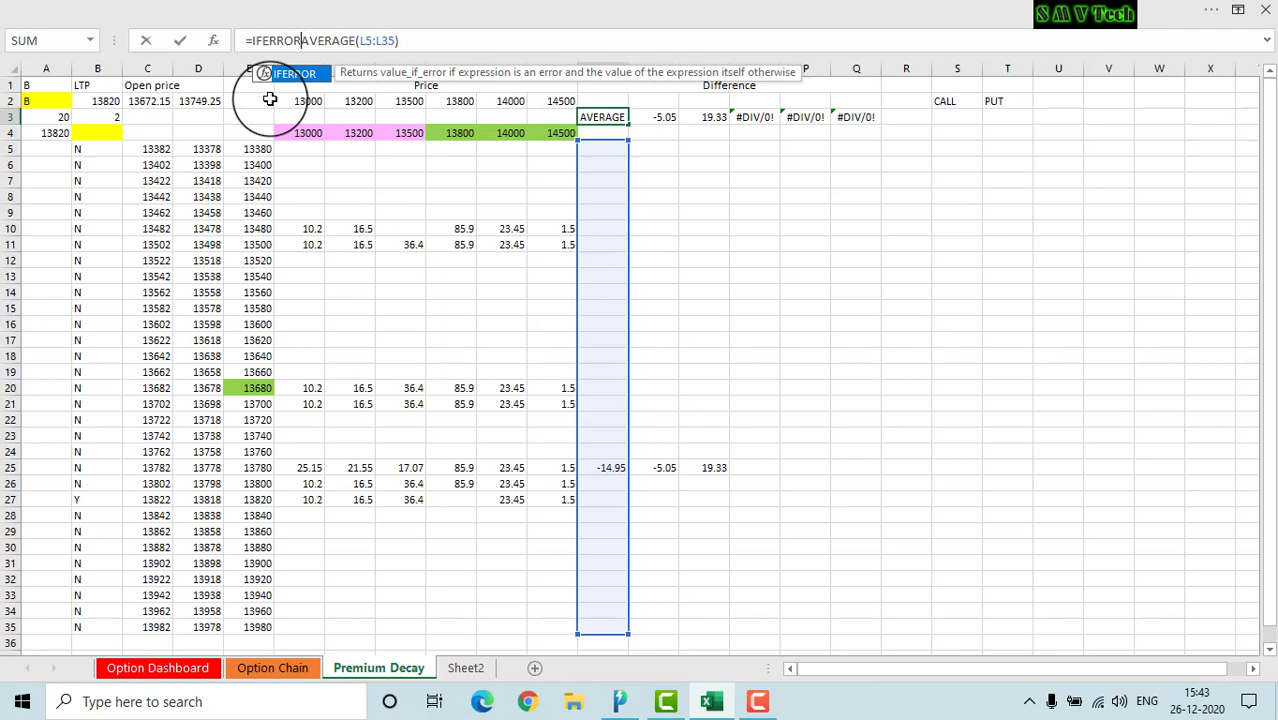 S M V Tech
SUM =IFERRORAVERAGE(L5:L35)
IFERROR Returns value_if_error if expression is an error and the value of the expression itself otherwise
A B C D M P Q R S T U V W X
1 B LTP Open price Price Difference
2 B 13820 13672.15 13749.25 13000 13200 13500 13800 14000 14500 CALL PUT
3 20 2 AVERAGE -5.05 19.33 #DIV/0! #DIV/0! #DIV/0!
4 13820 13000 13200 13500 13800 14000 14500
5 N 13382 13378 13380
6 N 13402 13398 13400
7 N 13422 13418 13420
8 N 13442 13438 13440
9 N 13462 13458 13460
10 N 13482 13478 13480 10.2 16.5 85.9 23.45 1.5
11 N 13502 13498 13500 10.2 16.5 36.4 85.9 23.45 1.5
12 N 13522 13518 13520
13 N 13542 13538 13540
14 N 13562 13558 13560
15 N 13582 13578 13580
16 N 13602 13598 13600
17 N 13622 13618 13620
18 N 13642 13638 13640
19 N 13662 13658 13660
20 N 13682 13678 13680 10.2 16.5 36.4 85.9 23.45 1.5
21 N 13702 13698 13700 10.2 16.5 36.4 85.9 23.45 1.5
22 N 13722 13718 13720
23 N 13742 13738 13740
24 N 13762 13758 13760
25 N 13782 13778 13780 25.15 21.55 17.07 85.9 23.45 1.5 -14.95 -5.05 19.33
26 N 13802 13798 13800 10.2 16.5 36.4 85.9 23.45 1.5
27 Y 13822 13818 13820 10.2 16.5 36.4 23.45 1.5
28 N 13842 13838 13840
29 N 13862 13858 13860
30 N 13882 13878 13880
31 N 13902 13898 13900
32 N 13922 13918 13920
33 N 13942 13938 13940
34 N 13962 13958 13960
35 N 13982 13978 13980
36
Option Dashboard Option Chain Premium Decay Sheet2
Type here to search ENG 15:43
26-12-2020